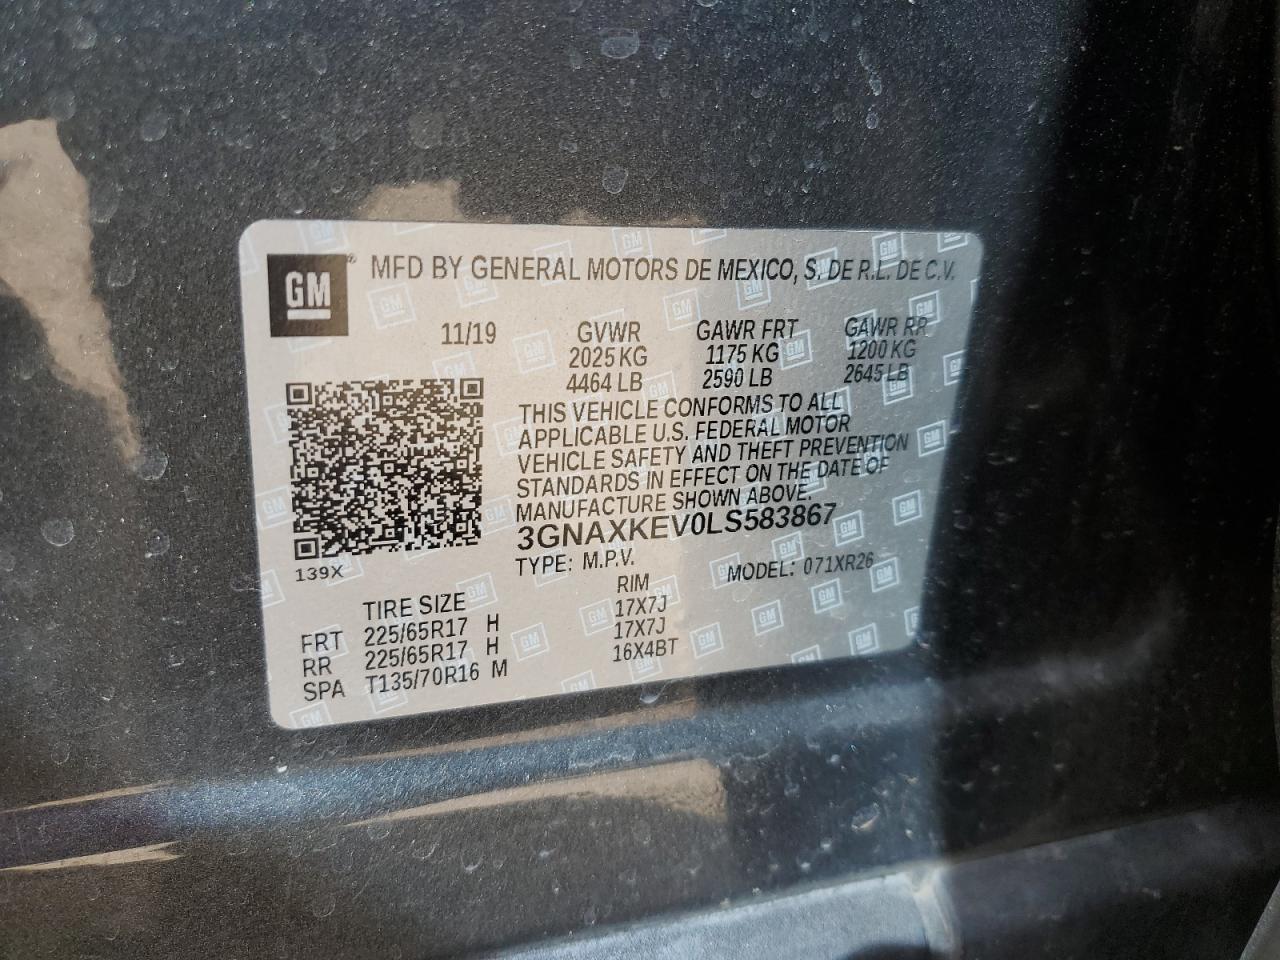 GM ® MFD BY GENERAL MOTORS DE MEXICO, S. DE R.L. DE C.V.
11/19 GVWR GAWR FRT GAWR RR
2025 KG 1175 KG 1200 KG
4464 LB 2590 LB 2645 LB
THIS VEHICLE CONFORMS TO ALL
APPLICABLE U.S. FEDERAL MOTOR
VEHICLE SAFETY AND THEFT PREVENTION
STANDARDS IN EFFECT ON THE DATE OF
MANUFACTURE SHOWN ABOVE.
3GNAXKEV0LS583867
139X
TYPE: M.P.V. MODEL: 071XR26
TIRE SIZE RIM
FRT 225/65R17 H 17X7J
RR 225/65R17 H 17X7J
SPA T135/70R16 M 16X4BT